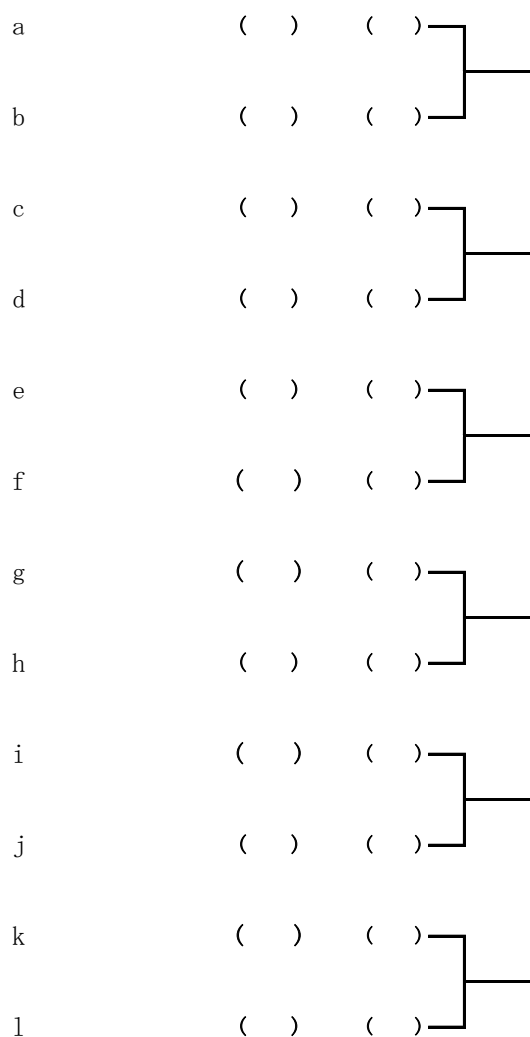 a ( ) ( )
b ( ) ( )
c ( ) ( )
d ( ) ( )
e ( ) ( )
f ( ) ( )
g ( ) ( )
h ( ) ( )
i ( ) ( )
j ( ) ( )
k ( ) ( )
l ( ) ( )